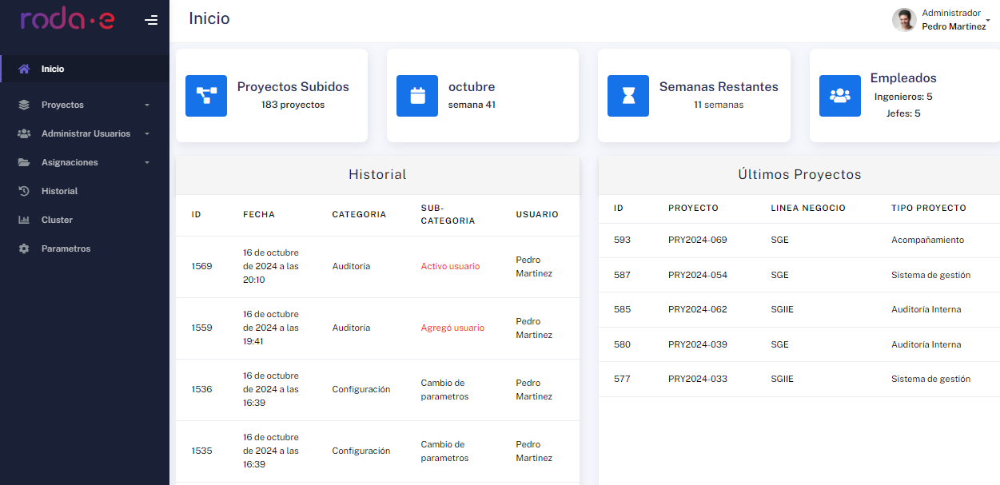 roda·e
Inicio
Administrador
Pedro Martinez
Inicio
Proyectos
Administrar Usuarios
Asignaciones
Historial
Cluster
Parametros
Proyectos Subidos
183 proyectos
octubre
semana 41
Semanas Restantes
11 semanas
Empleados
Ingenieros: 5
Jefes: 5
Historial
ID FECHA CATEGORIA SUB-CATEGORIA USUARIO
1569 16 de octubre de 2024 a las 20:10 Auditoría Activo usuario Pedro Martinez
1559 16 de octubre de 2024 a las 19:41 Auditoría Agregó usuario Pedro Martinez
1536 16 de octubre de 2024 a las 16:39 Configuración Cambio de parametros Pedro Martinez
1535 16 de octubre de 2024 a las 16:39 Configuración Cambio de parametros Pedro Martinez
Últimos Proyectos
ID PROYECTO LINEA NEGOCIO TIPO PROYECTO
593 PRY2024-069 SGE Acompañamiento
587 PRY2024-054 SGE Sistema de gestión
585 PRY2024-062 SGIIE Auditoría Interna
580 PRY2024-039 SGE Auditoría Interna
577 PRY2024-033 SGIIE Sistema de gestión